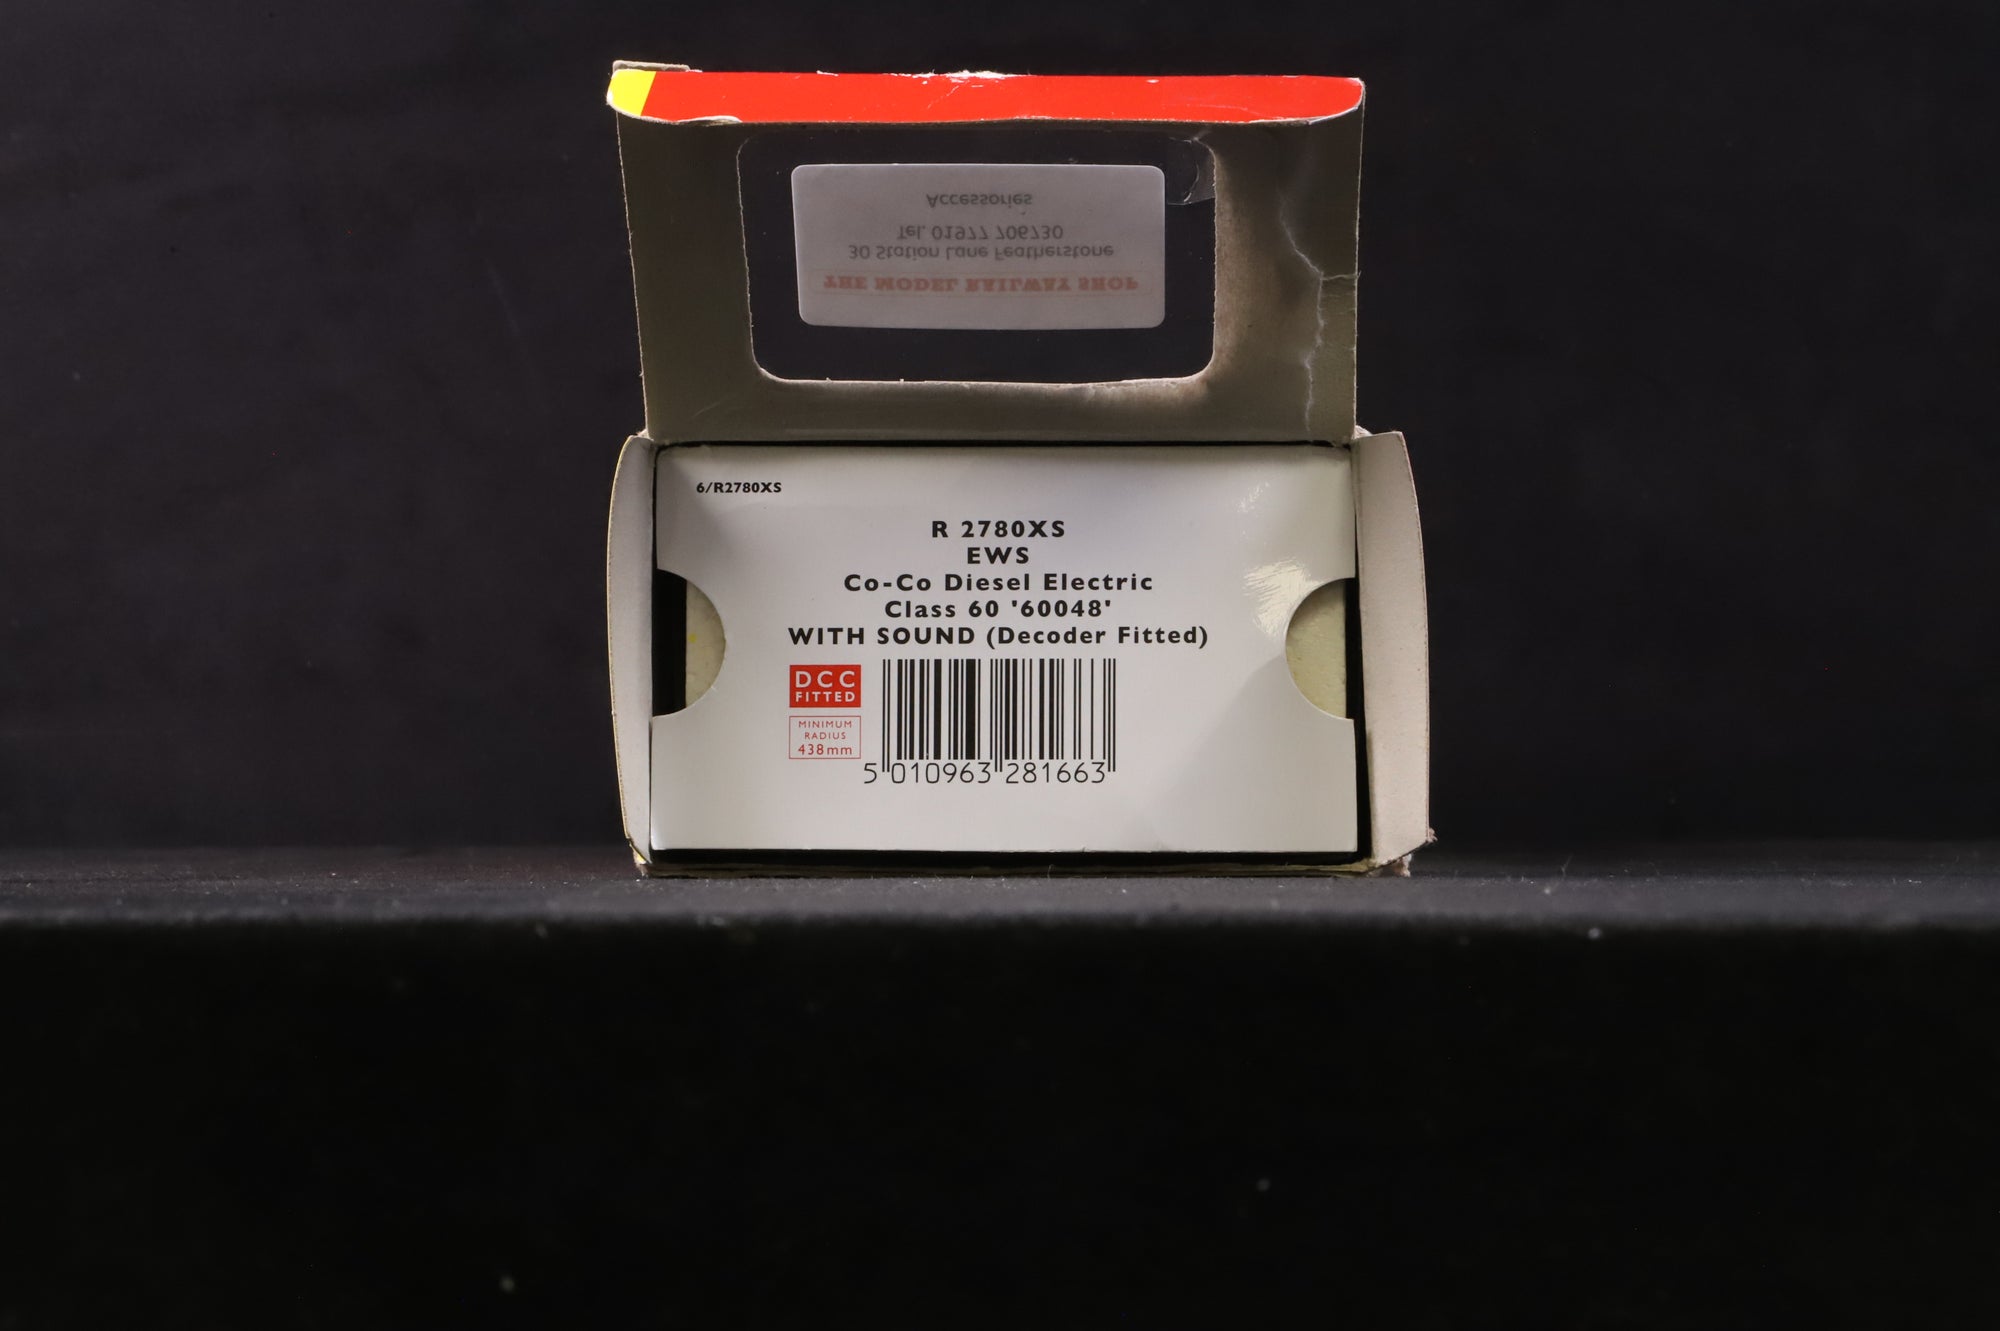 Accessories
Tel. 01977 706730
30 Station Lane Featherstone
THE MODEL RAILWAY SHOP
6/R2780XS
R 2780XS
EWS
Co-Co Diesel Electric
Class 60 '60048'
WITH SOUND (Decoder Fitted)
DCC
FITTED
MINIMUM
RADIUS
438mm
5 010963 281663